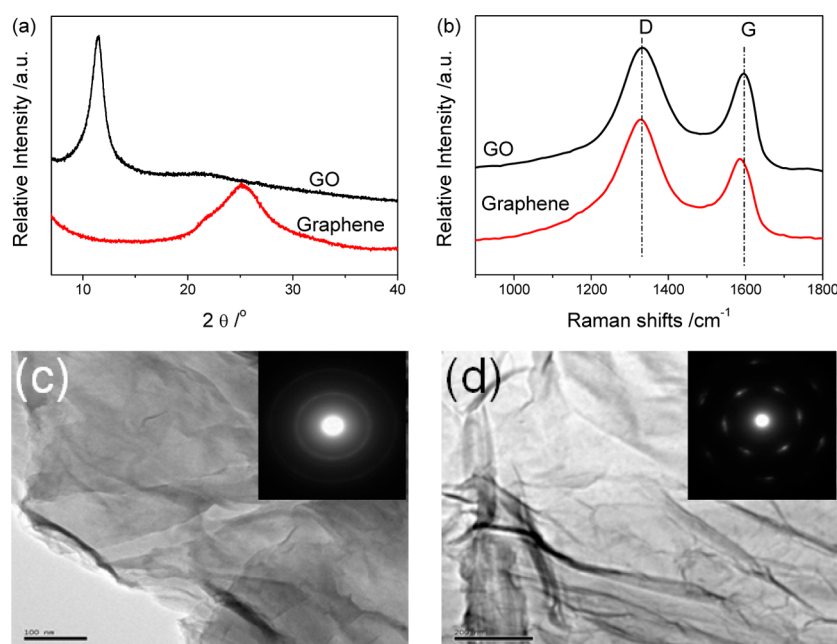 (a)
Relative Intensity /a.u.
GO
Graphene
10 20 30 40
2 θ /°
(b)
Relative Intensity /a.u.
D G
GO
Graphene
1000 1200 1400 1600 1800
Raman shifts /cm⁻¹
(c)
100 nm
(d)